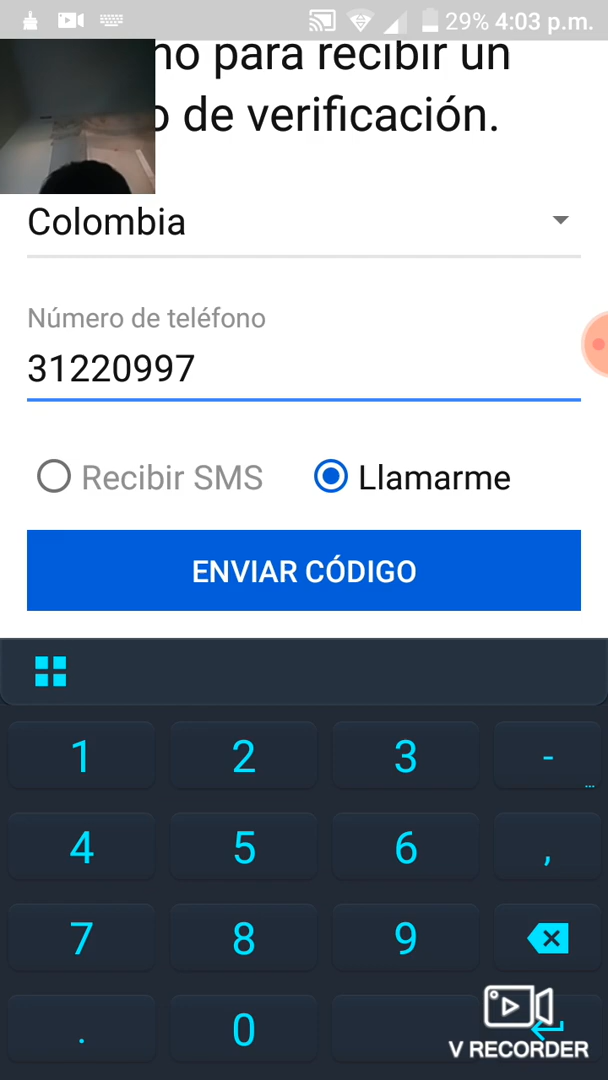 29% 4:03 p.m.
no para recibir un
o de verificación.
Colombia
Número de teléfono
31220997
Recibir SMS
Llamarme
ENVIAR CÓDIGO
1 2 3 -
...
4 5 6 ,
7 8 9
. 0
V RECORDER